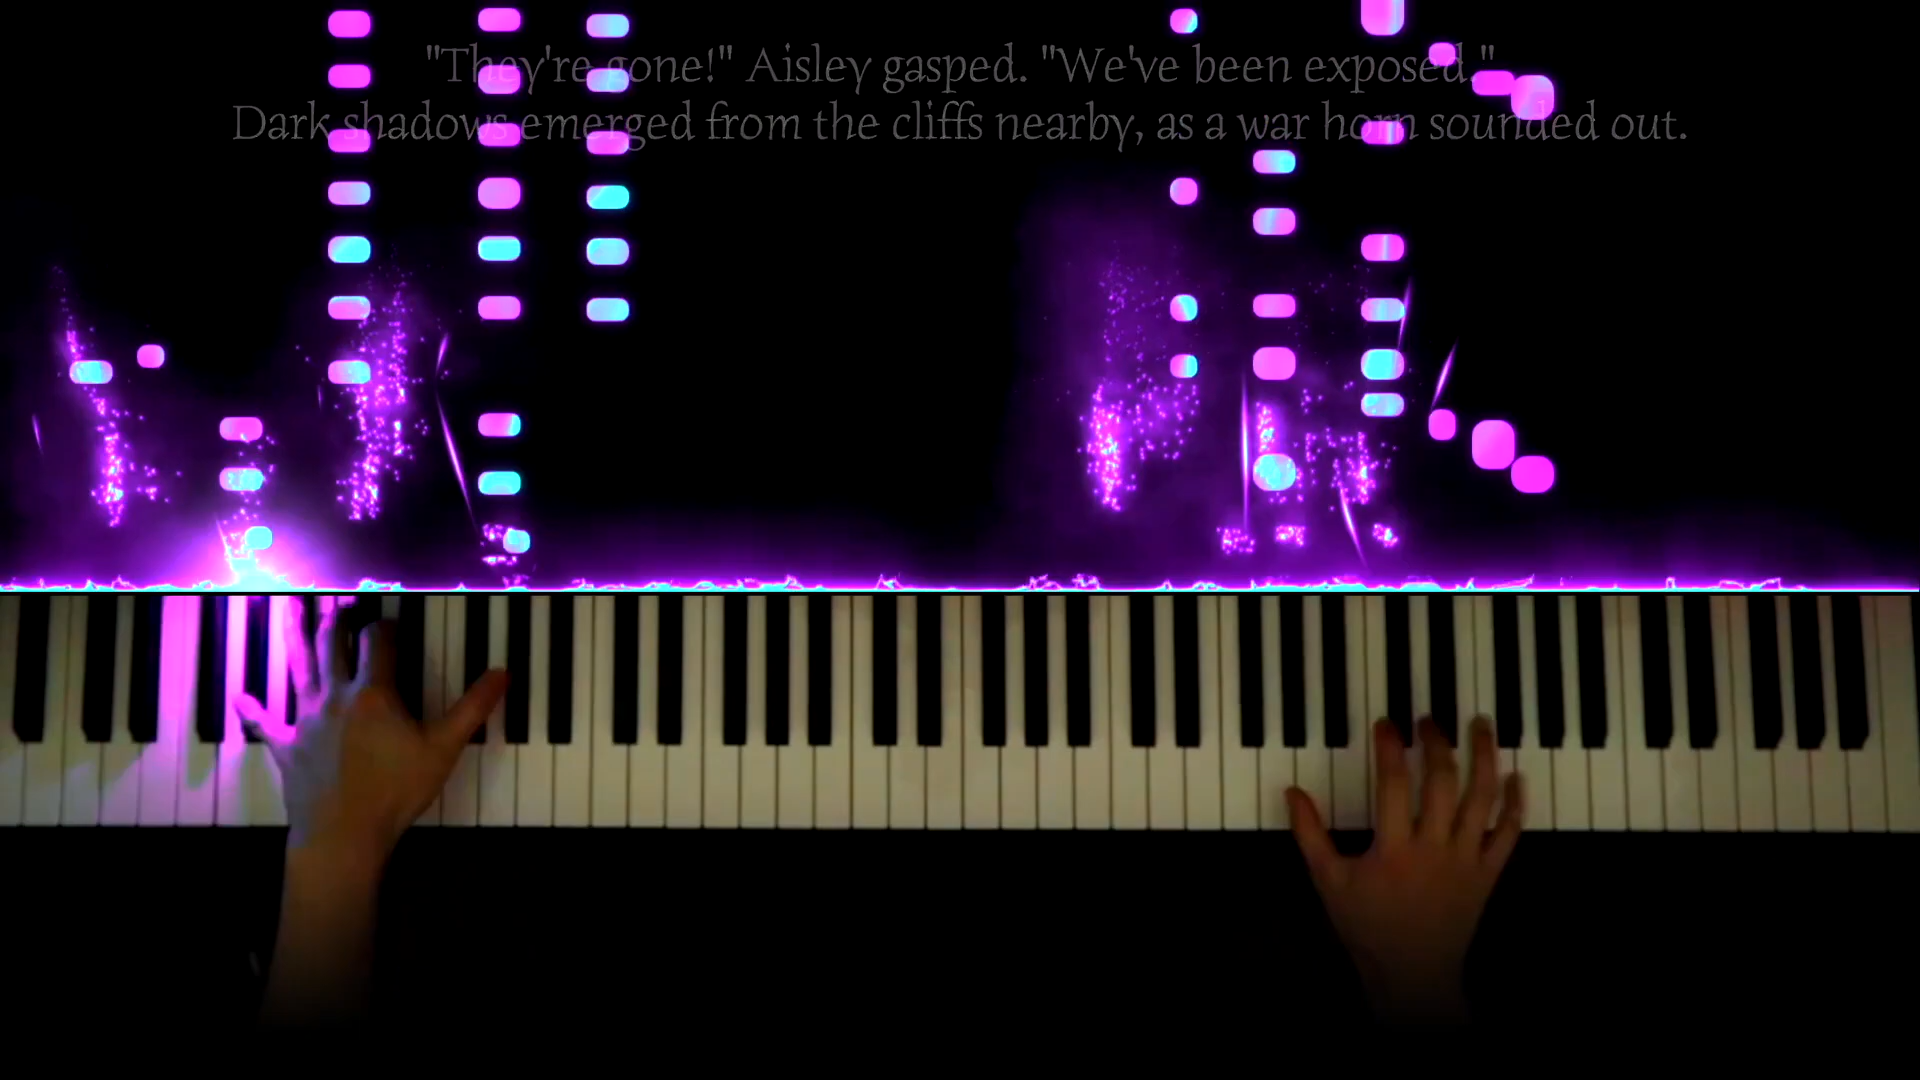 "They're gone!" Aisley gasped. "We've been exposed."
Dark shadows emerged from the cliffs nearby, as a war horn sounded out.